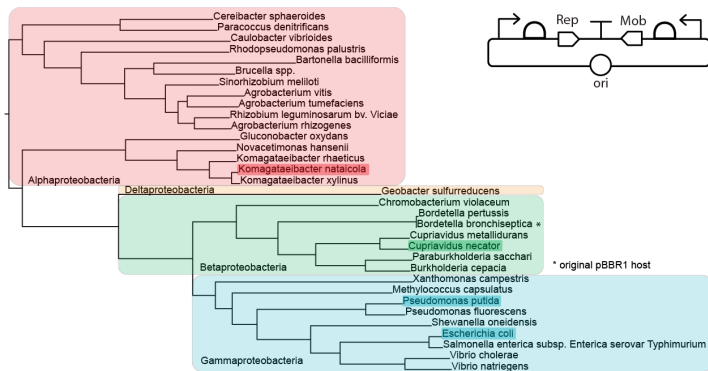 Cereibacter sphaeroides
Paracoccus denitrificans
Caulobacter vibrioides
Rhodopseudomonas palustris
Bartonella bacilliformis
Brucella spp.
Sinorhizobium meliloti
Agrobacterium vitis
Agrobacterium tumefaciens
Rhizobium leguminosarum bv. Viciae
Agrobacterium rhizogenes
Gluconobacter oxydans
Novacetimonas hansenii
Komagataeibacter rhaeticus
Komagataeibacter nataicola
Komagataeibacter xylinus
Alphaproteobacteria
Deltaproteobacteria
Geobacter sulfurreducens
Chromobacterium violaceum
Bordetella pertussis
Bordetella bronchiseptica *
Cupriavidus metallidurans
Cupriavidus necator
Paraburkholderia sacchari
Burkholderia cepacia
Betaproteobacteria
* original pBBR1 host
Xanthomonas campestris
Methylococcus capsulatus
Pseudomonas putida
Pseudomonas fluorescens
Shewanella oneidensis
Escherichia coli
Salmonella enterica subsp. Enterica serovar Typhimurium
Vibrio cholerae
Vibrio natriegens
Gammaproteobacteria
Rep
Mob
ori